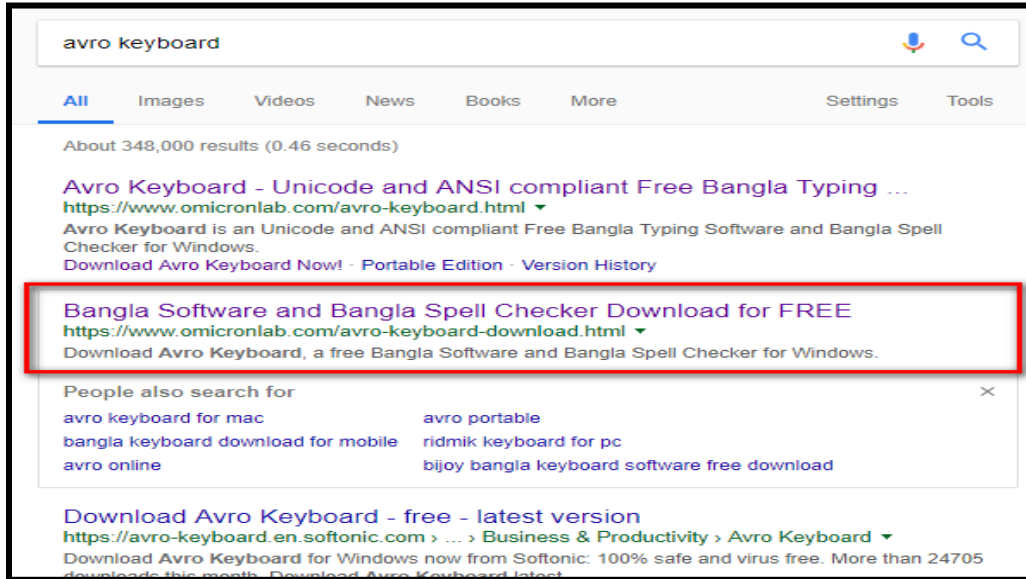 avro keyboard
All Images Videos News Books More Settings Tools
About 348,000 results (0.46 seconds)
Avro Keyboard - Unicode and ANSI compliant Free Bangla Typing ...
https://www.omicronlab.com/avro-keyboard.html
Avro Keyboard is an Unicode and ANSI compliant Free Bangla Typing Software and Bangla Spell
Checker for Windows.
Download Avro Keyboard Now! · Portable Edition · Version History
Bangla Software and Bangla Spell Checker Download for FREE
https://www.omicronlab.com/avro-keyboard-download.html
Download Avro Keyboard, a free Bangla Software and Bangla Spell Checker for Windows.
People also search for
avro keyboard for mac avro portable
bangla keyboard download for mobile ridmik keyboard for pc
avro online bijoy bangla keyboard software free download
Download Avro Keyboard - free - latest version
https://avro-keyboard.en.softonic.com › ... › Business & Productivity › Avro Keyboard
Download Avro Keyboard for Windows now from Softonic: 100% safe and virus free. More than 24705
downloads this month. Download Avro Keyboard latest